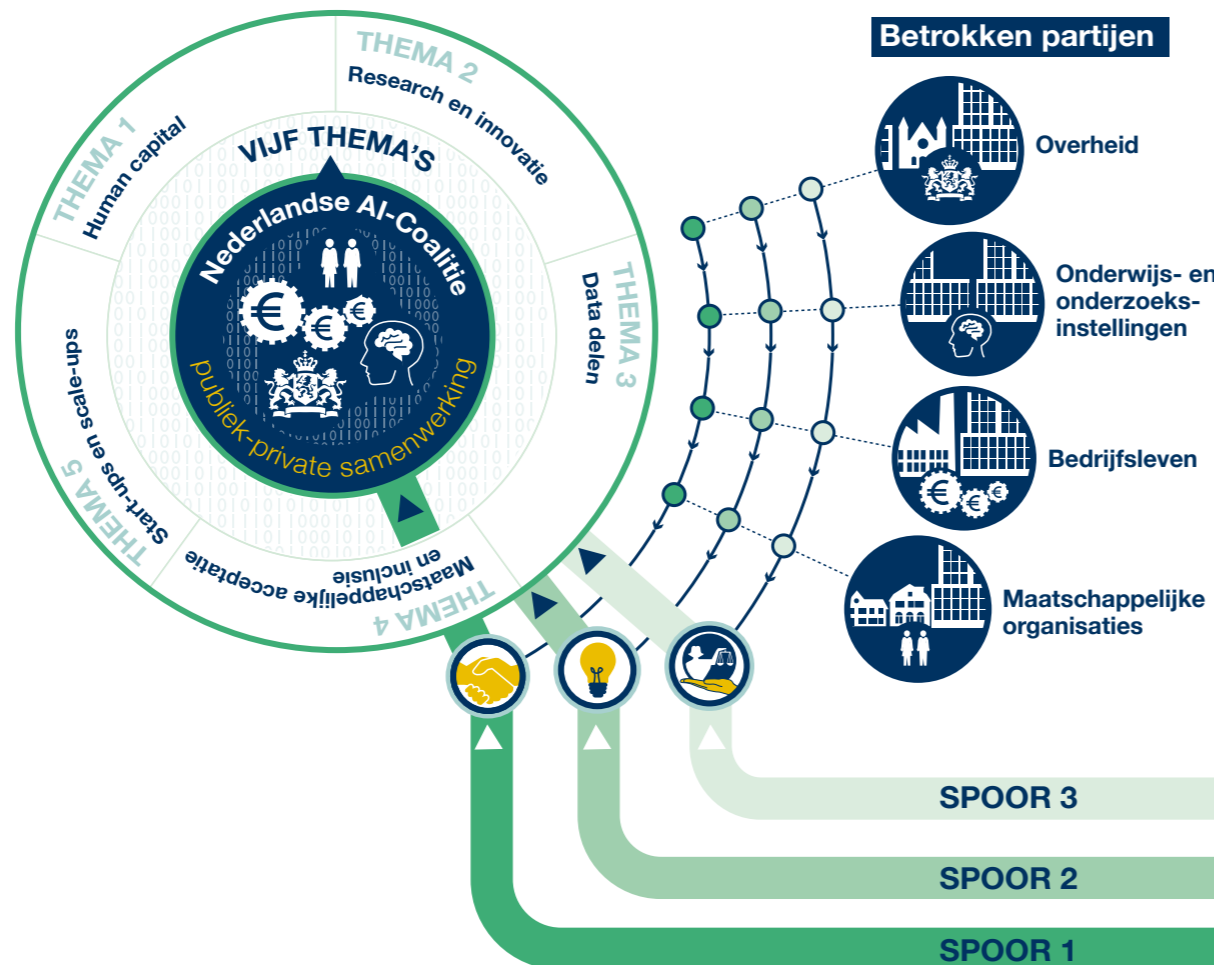 THEMA 1
Human capital
THEMA 2
Research en innovatie
THEMA 3
Data delen
THEMA 4
Maatschappelijke acceptatie
en inclusie
THEMA 5
Start-ups en scale-ups
VIJF THEMA'S
Nederlandse AI-Coalitie
publiek-private samenwerking
Betrokken partijen
Overheid
Onderwijs- en
onderzoeks-
instellingen
Bedrijfsleven
Maatschappelijke
organisaties
SPOOR 3
SPOOR 2
SPOOR 1